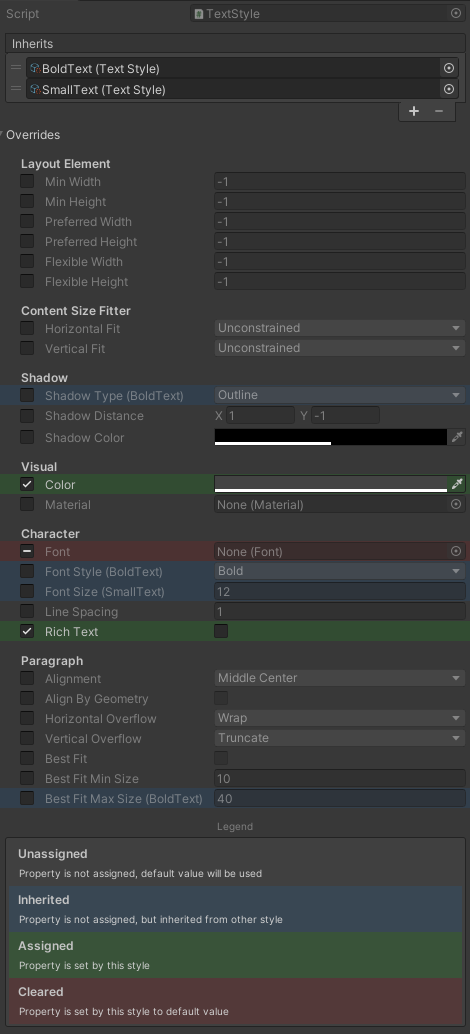 Script TextStyle
Inherits
BoldText (Text Style)
SmallText (Text Style)
+ −
Overrides
Layout Element
Min Width -1
Min Height -1
Preferred Width -1
Preferred Height -1
Flexible Width -1
Flexible Height -1
Content Size Fitter
Horizontal Fit Unconstrained
Vertical Fit Unconstrained
Shadow
Shadow Type (BoldText) Outline
Shadow Distance X 1 Y -1
Shadow Color
Visual
Color
Material None (Material)
Character
Font None (Font)
Font Style (BoldText) Bold
Font Size (SmallText) 12
Line Spacing 1
Rich Text
Paragraph
Alignment Middle Center
Align By Geometry
Horizontal Overflow Wrap
Vertical Overflow Truncate
Best Fit
Best Fit Min Size 10
Best Fit Max Size (BoldText) 40
Legend
Unassigned
Property is not assigned, default value will be used
Inherited
Property is not assigned, but inherited from other style
Assigned
Property is set by this style
Cleared
Property is set by this style to default value